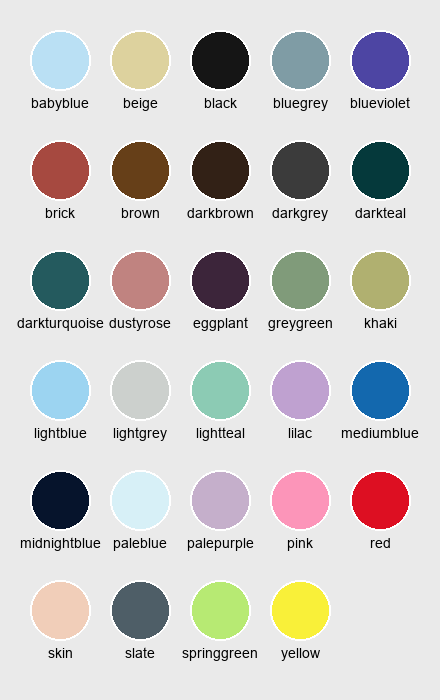 babyblue beige black bluegrey blueviolet
brick brown darkbrown darkgrey darkteal
darkturquoise dustyrose eggplant greygreen khaki
lightblue lightgrey lightteal lilac mediumblue
midnightblue paleblue palepurple pink red
skin slate springgreen yellow